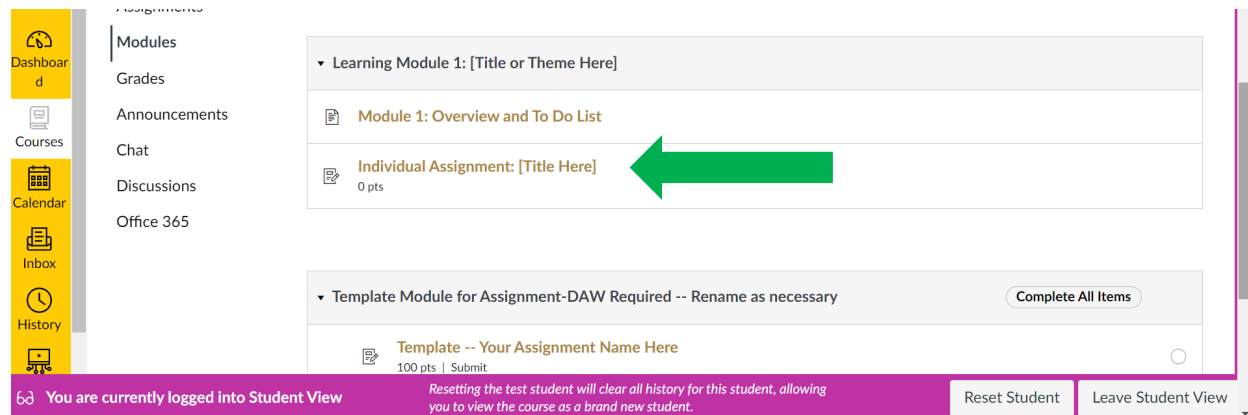 Assignments
Dashboar
d
Courses
Calendar
Inbox
History
Modules
Grades
Announcements
Chat
Discussions
Office 365
Learning Module 1: [Title or Theme Here]
Module 1: Overview and To Do List
Individual Assignment: [Title Here]
0 pts
Template Module for Assignment-DAW Required -- Rename as necessary
Complete All Items
Template -- Your Assignment Name Here
100 pts | Submit
You are currently logged into Student View
Resetting the test student will clear all history for this student, allowing
you to view the course as a brand new student.
Reset Student
Leave Student View